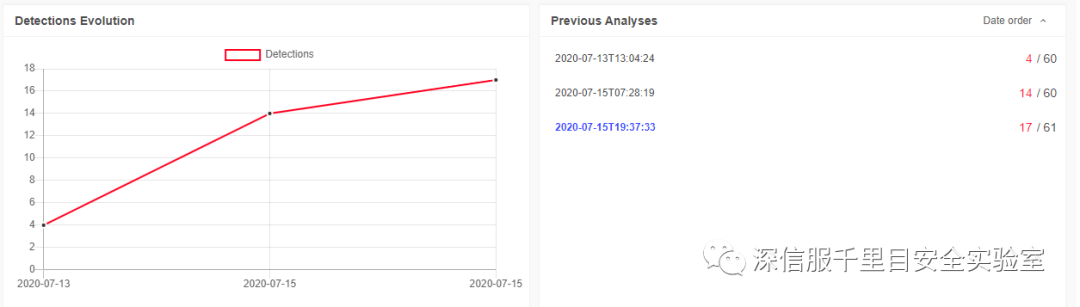 Detections Evolution
Detections
18
16
14
12
10
8
6
4
2
0
2020-07-13
2020-07-15
2020-07-15
Previous Analyses
Date order
2020-07-13T13:04:24
4 / 60
2020-07-15T07:28:19
14 / 60
2020-07-15T19:37:33
17 / 61
深信服千里目安全实验室